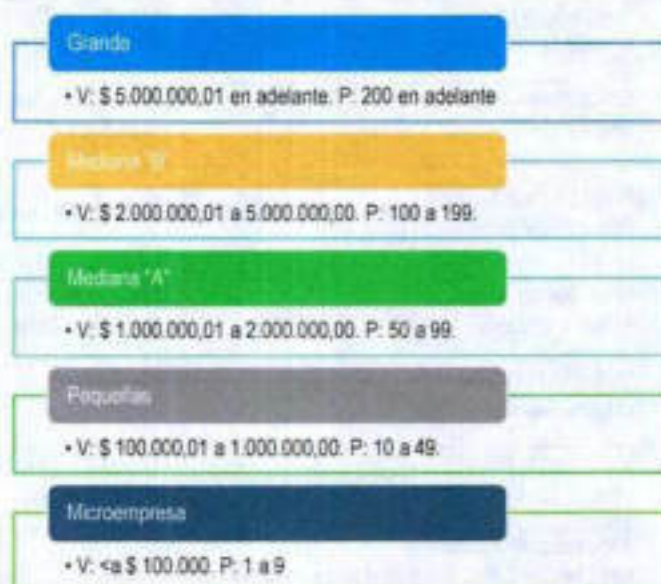 Grande
• V: $ 5.000.000,01 en adelante. P: 200 en adelante
Mediana "B"
• V: $ 2.000.000,01 a 5.000.000,00. P: 100 a 199.
Mediana "A"
• V: $ 1.000.000,01 a 2.000.000,00. P: 50 a 99.
Pequeñas
• V: $ 100.000,01 a 1.000.000,00. P: 10 a 49.
Microempresa
• V: <a $ 100.000. P: 1 a 9